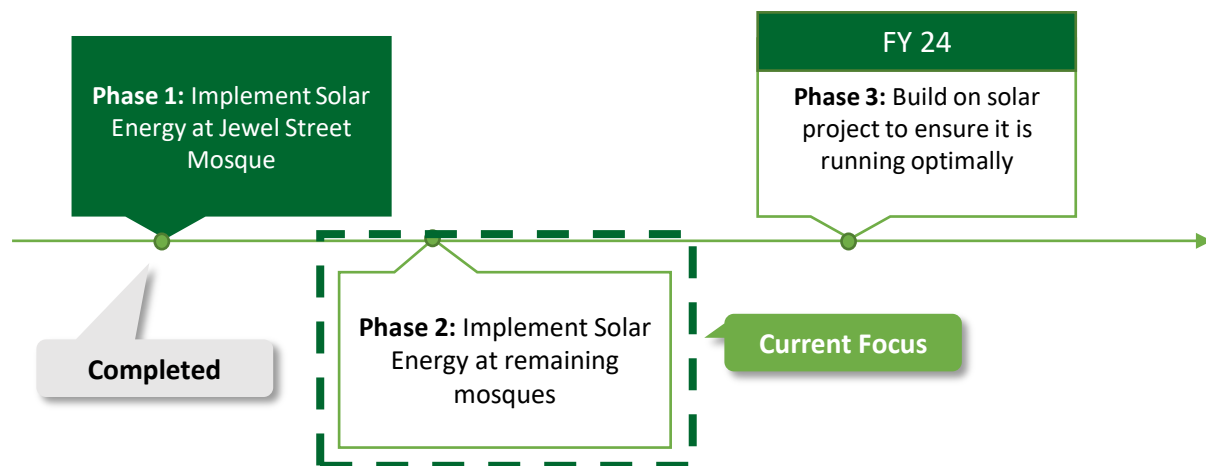 Phase 1: Implement Solar
Energy at Jewel Street
Mosque
FY 24
Phase 3: Build on solar
project to ensure it is
running optimally
Completed
Phase 2: Implement Solar
Energy at remaining
mosques
Current Focus